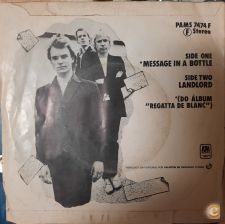 PAMS 7474 F
F Stereo
SIDE ONE
*MESSAGE IN A BOTTLE
SIDE TWO
LANDLORD
*(DO ÁLBUM
"REGATTA DE BLANC")